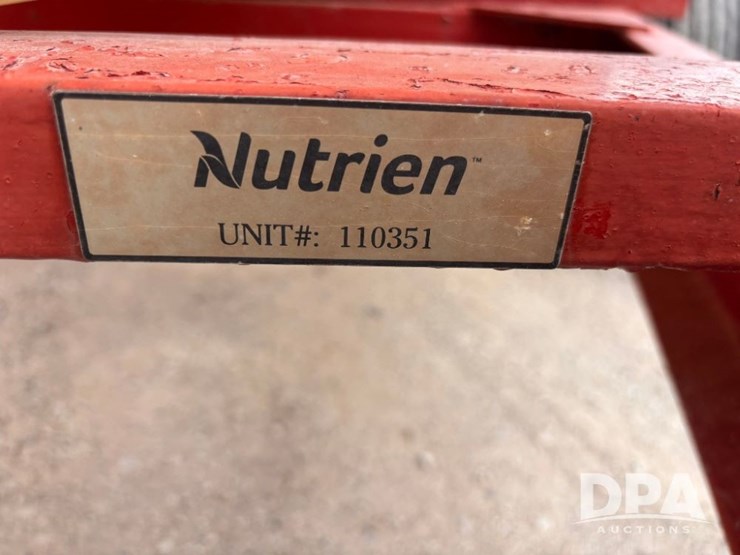 Nutrien™
UNIT#: 110351
DPA
AUCTIONS